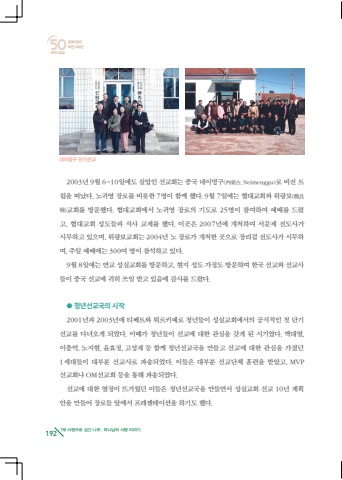 50
네이멍구 단기선교
2003년 9월 6~10일에도 실업인 선교회는 중국 네이멍구(內蒙古, Neimenggu)로 비전 트
립을 떠났다. 노귀영 장로를 비롯한 7명이 함께 했다. 9월 7일에는 협대교회와 위량보(魏良
)교회를 방문했다. 협대교회에서 노귀영 장로의 기도로 25명이 참여하여 예배를 드렸
고, 협대교회 성도들과 식사 교제를 했다. 이곳은 2007년에 개척하여 서문계 전도사가
시무하고 있으며, 위량보교회는 2004년 노 장로가 개척한 곳으로 장리길 전도사가 시무하
며, 주일 예배에는 300여 명이 참석하고 있다.
9월 8일에는 연교 성실교회를 방문하고, 현지 성도 가정도 방문하며 한국 선교와 선교사
들이 중국 선교에 귀히 쓰임 받고 있음에 감사를 드렸다.
● 청년선교국의 시작
2001년과 2003년에 티베트와 튀르키예로 청년들이 성실교회에서의 공식적인 첫 단기
선교를 다녀오게 되었다. 이때가 청년들이 선교에 대한 관심을 갖게 된 시기였다. 백대영,
이중석, 노지현, 윤효정, 고성제 등 함께 청년선교국을 만들고 선교에 대한 관심을 가졌던
1세대들이 대부분 선교사로 파송되었다. 이들은 대부분 선교단체 훈련을 받았고, MVP
선교회나 OM선교회 등을 통해 파송되었다.
선교에 대한 열정이 뜨거웠던 이들은 청년선교국을 만들면서 성실교회 선교 10년 계획
안을 만들어 장로들 앞에서 프레젠테이션을 하기도 했다.
192 1부 사랑으로 심긴 나무, 하나님의 사람 이야기